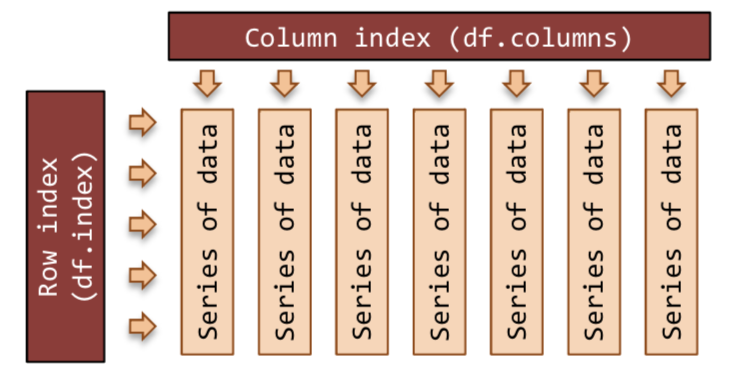 Column index (df.columns)
Row index
(df.index)
Series of data
Series of data
Series of data
Series of data
Series of data
Series of data
Series of data